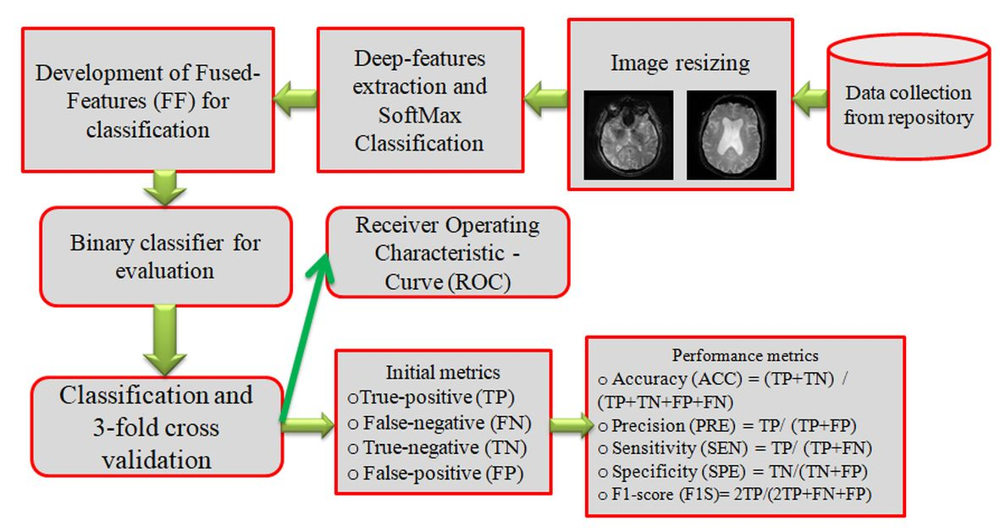 Development of Fused-
Features (FF) for
classification
Deep-features
extraction and
SoftMax
Classification
Image resizing
Data collection
from repository
Binary classifier for
evaluation
Receiver Operating
Characteristic -
Curve (ROC)
Classification and
3-fold cross
validation
Initial metrics
oTrue-positive (TP)
o False-negative (FN)
o True-negative (TN)
o False-positive (FP)
Performance metrics
o Accuracy (ACC) = (TP+TN) /
(TP+TN+FP+FN)
o Precision (PRE) = TP/ (TP+FP)
o Sensitivity (SEN) = TP/ (TP+FN)
o Specificity (SPE) = TN/(TN+FP)
o F1-score (F1S)= 2TP/(2TP+FN+FP)